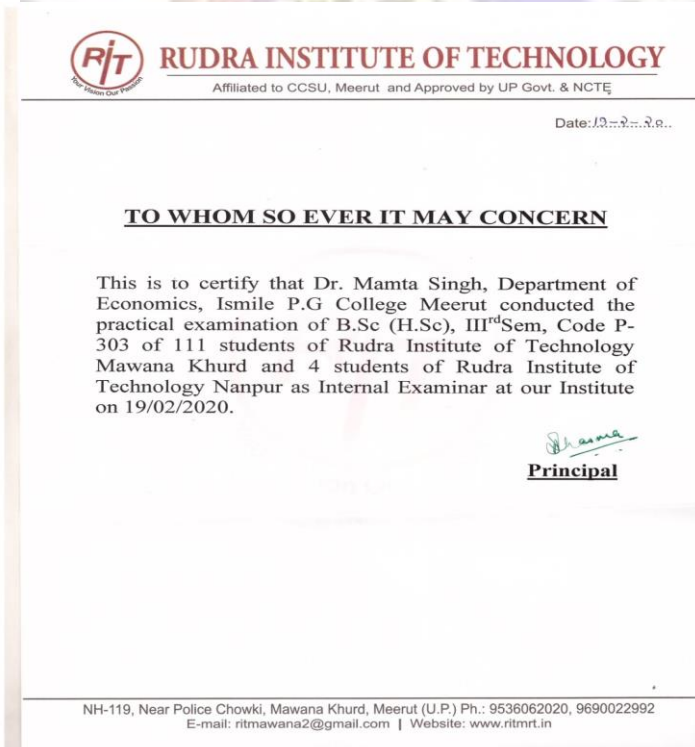 RiT
Your Vision Our Passion
RUDRA INSTITUTE OF TECHNOLOGY
Affiliated to CCSU, Meerut and Approved by UP Govt. & NCTE
Date:19-2-20
TO WHOM SO EVER IT MAY CONCERN
This is to certify that Dr. Mamta Singh, Department of
Economics, Ismile P.G College Meerut conducted the
practical examination of B.Sc (H.Sc), IIIrdSem, Code P-
303 of 111 students of Rudra Institute of Technology
Mawana Khurd and 4 students of Rudra Institute of
Technology Nanpur as Internal Examinar at our Institute
on 19/02/2020.
Principal
NH-119, Near Police Chowki, Mawana Khurd, Meerut (U.P.) Ph.: 9536062020, 9690022992
E-mail: ritmawana2@gmail.com | Website: www.ritmrt.in